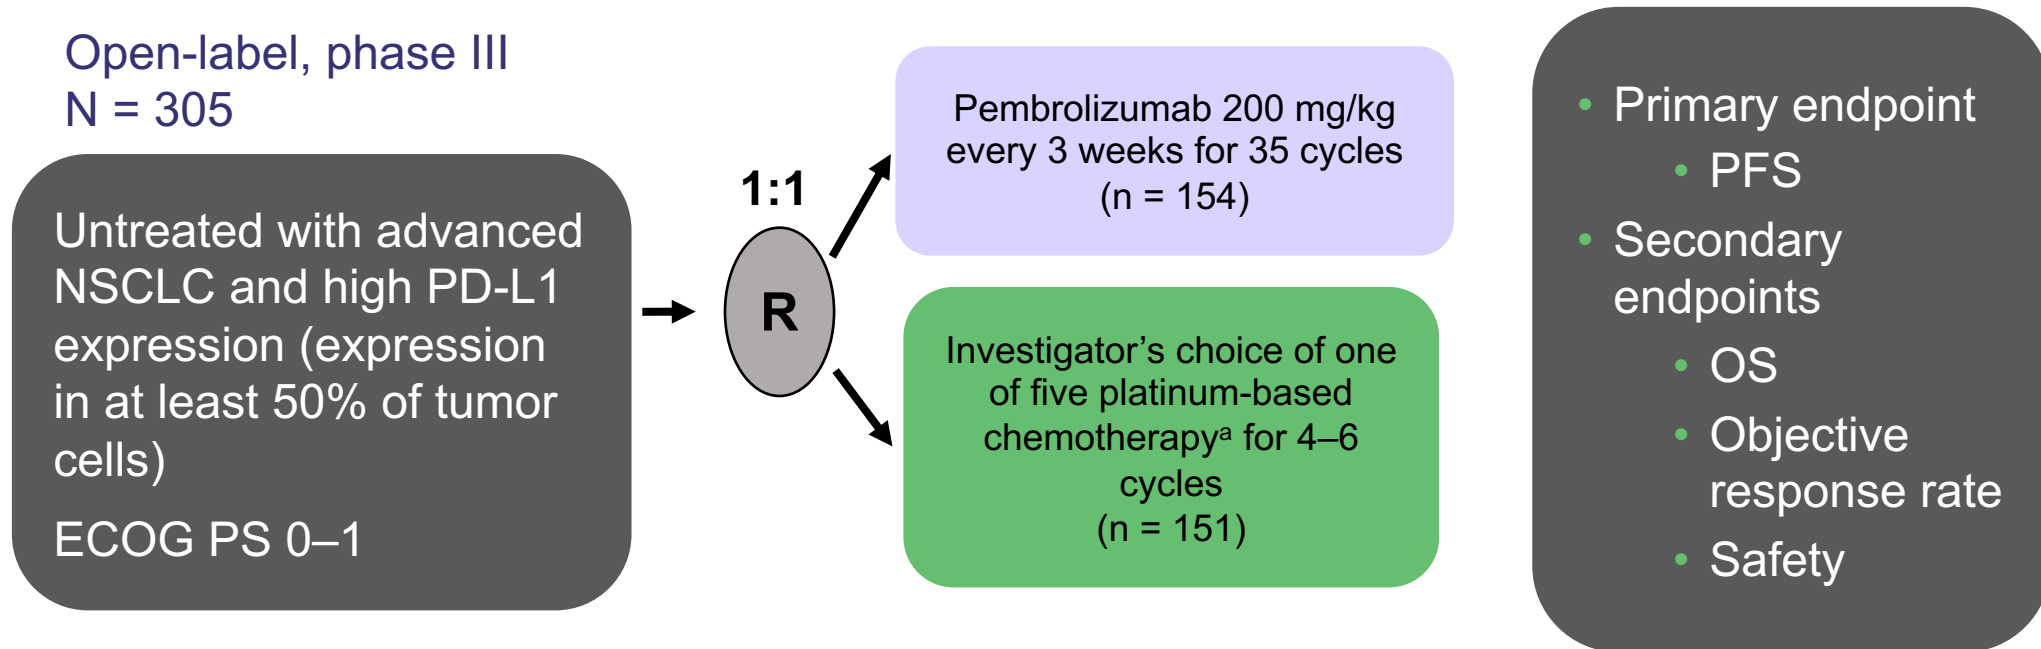 Open-label, phase III
N = 305
Untreated with advanced
NSCLC and high PD-L1
expression (expression
in at least 50% of tumor
cells)
ECOG PS 0–1
1:1
R
Pembrolizumab 200 mg/kg
every 3 weeks for 35 cycles
(n = 154)
Investigator’s choice of one
of five platinum-based
chemotherapyᵃ for 4–6
cycles
(n = 151)
• Primary endpoint
• PFS
• Secondary
endpoints
• OS
• Objective
response rate
• Safety